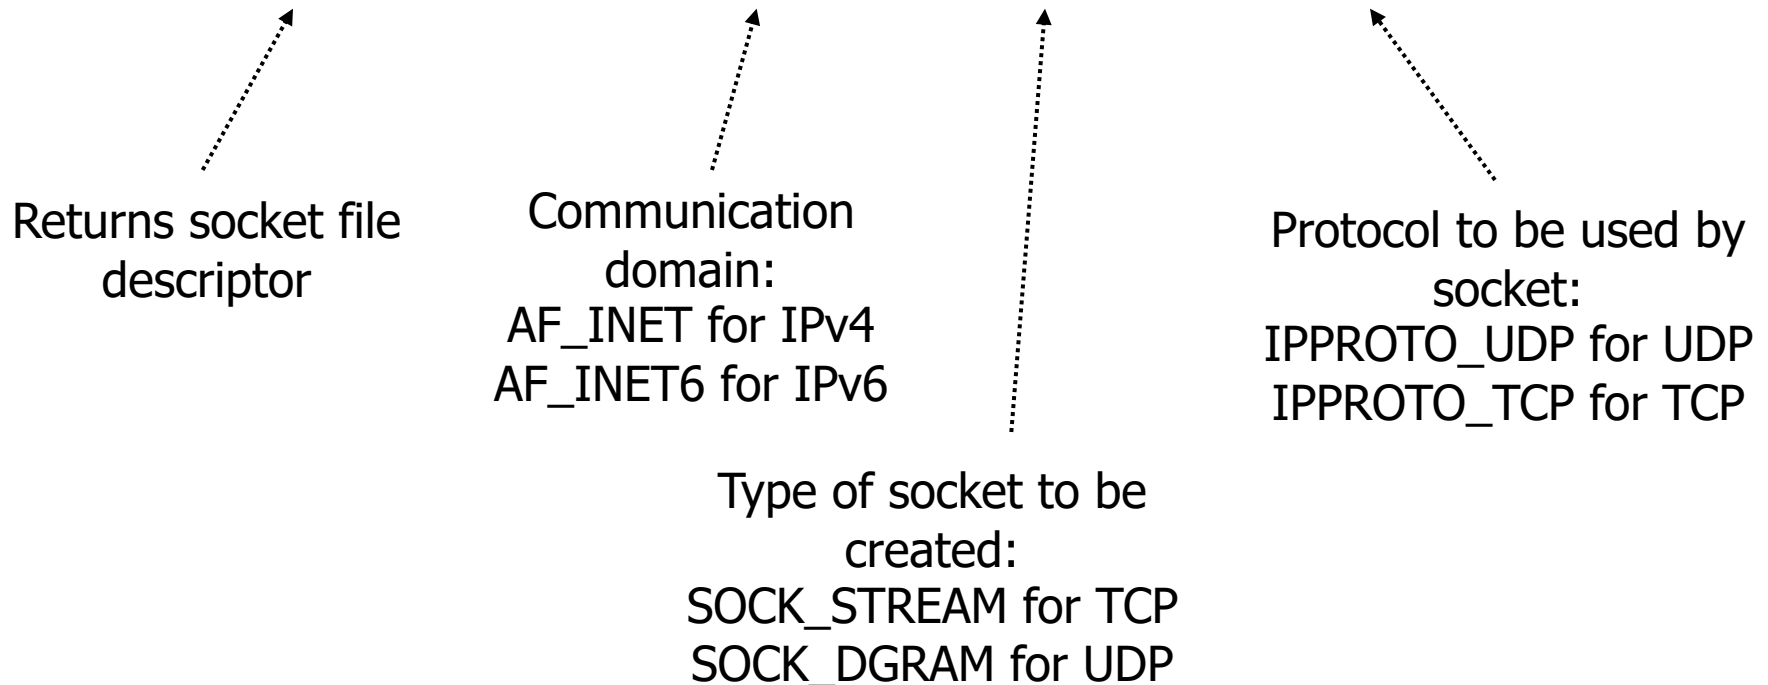 Returns socket file
descriptor
Communication
domain:
AF_INET for IPv4
AF_INET6 for IPv6
Type of socket to be
created:
SOCK_STREAM for TCP
SOCK_DGRAM for UDP
Protocol to be used by
socket:
IPPROTO_UDP for UDP
IPPROTO_TCP for TCP